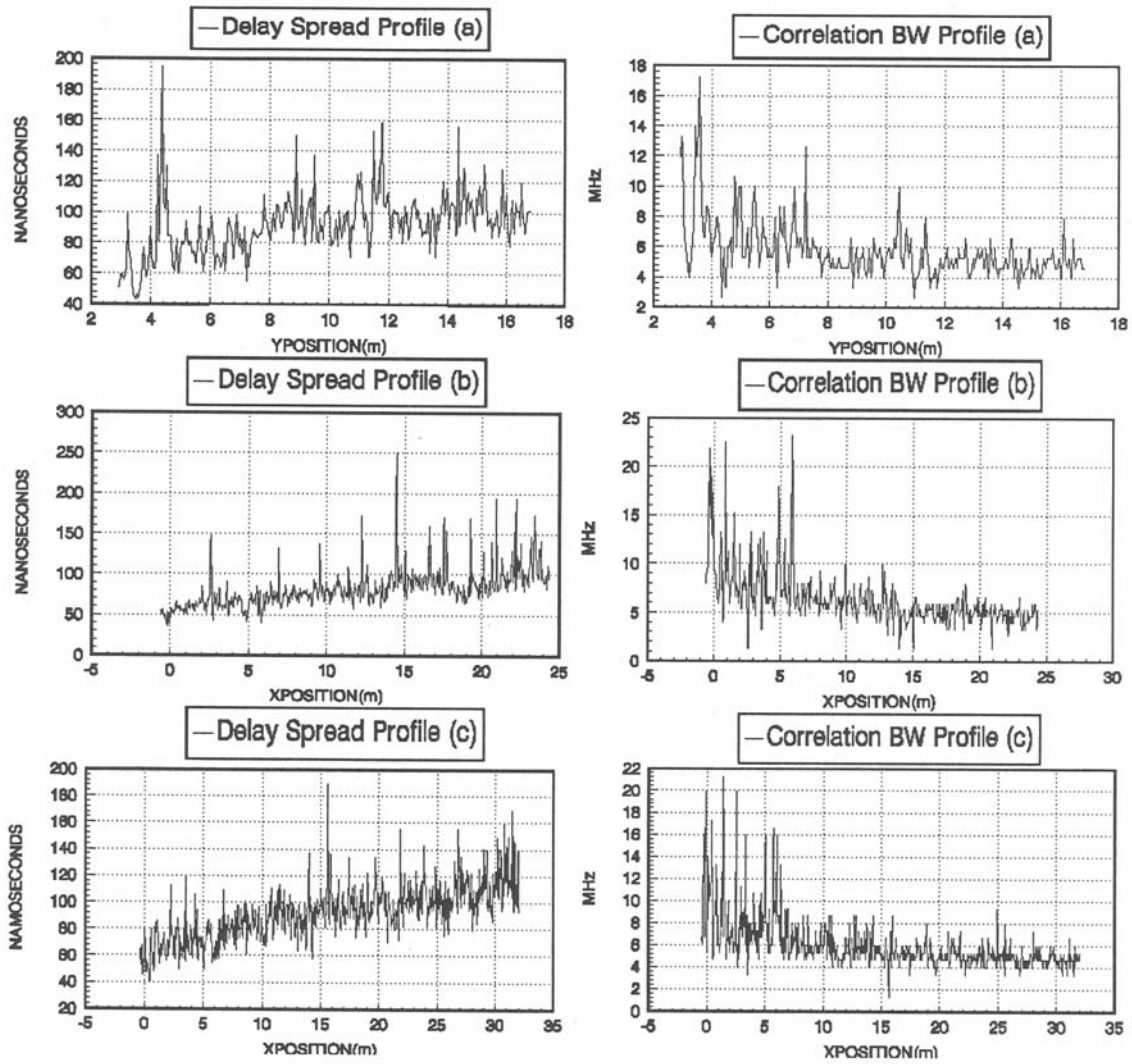 Delay Spread Profile (a)
NANOSECONDS
200
180
160
140
120
100
80
60
40
2 4 6 8 10 12 14 16 18
YPOSITION(m)
Correlation BW Profile (a)
MHz
18
16
14
12
10
8
6
4
2
2 4 6 8 10 12 14 16 18
YPOSITION(m)
Delay Spread Profile (b)
NANOSECONDS
300
250
200
150
100
50
0
-5 0 5 10 15 20 25
XPOSITION(m)
Correlation BW Profile (b)
MHz
25
20
15
10
5
0
-5 0 5 10 15 20 25 30
XPOSITION(m)
Delay Spread Profile (c)
NAMOSECONDS
200
180
160
140
120
100
80
60
40
20
-5 0 5 10 15 20 25 30 35
XPOSITION(m)
Correlation BW Profile (c)
MHz
22
20
18
16
14
12
10
8
6
4
2
0
-5 0 5 10 15 20 25 30 35
XPOSITION(m)